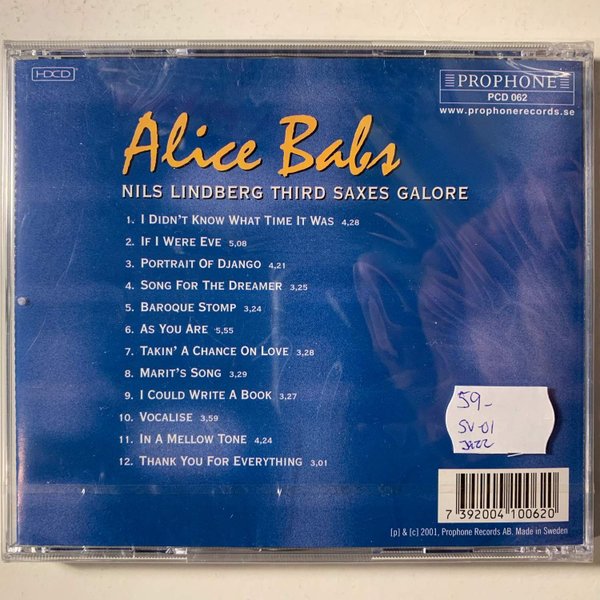 HDCD
PROPHONE
PCD 062
www.prophonerecords.se
Alice Babs
NILS LINDBERG THIRD SAXES GALORE
1. I DIDN'T KNOW WHAT TIME IT WAS 4,28
2. IF I WERE EVE 5,08
3. PORTRAIT OF DJANGO 4,21
4. SONG FOR THE DREAMER 3,25
5. BAROQUE STOMP 3,24
6. AS YOU ARE 5,55
7. TAKIN' A CHANCE ON LOVE 3,28
8. MARIT'S SONG 3,29
9. I COULD WRITE A BOOK 3,27
10. VOCALISE 3,59
11. IN A MELLOW TONE 4,24
12. THANK YOU FOR EVERYTHING 3,01
59-
SV-01
JAZZ
7 392004 100620
[p] & [c] 2001, Prophone Records AB. Made in Sweden